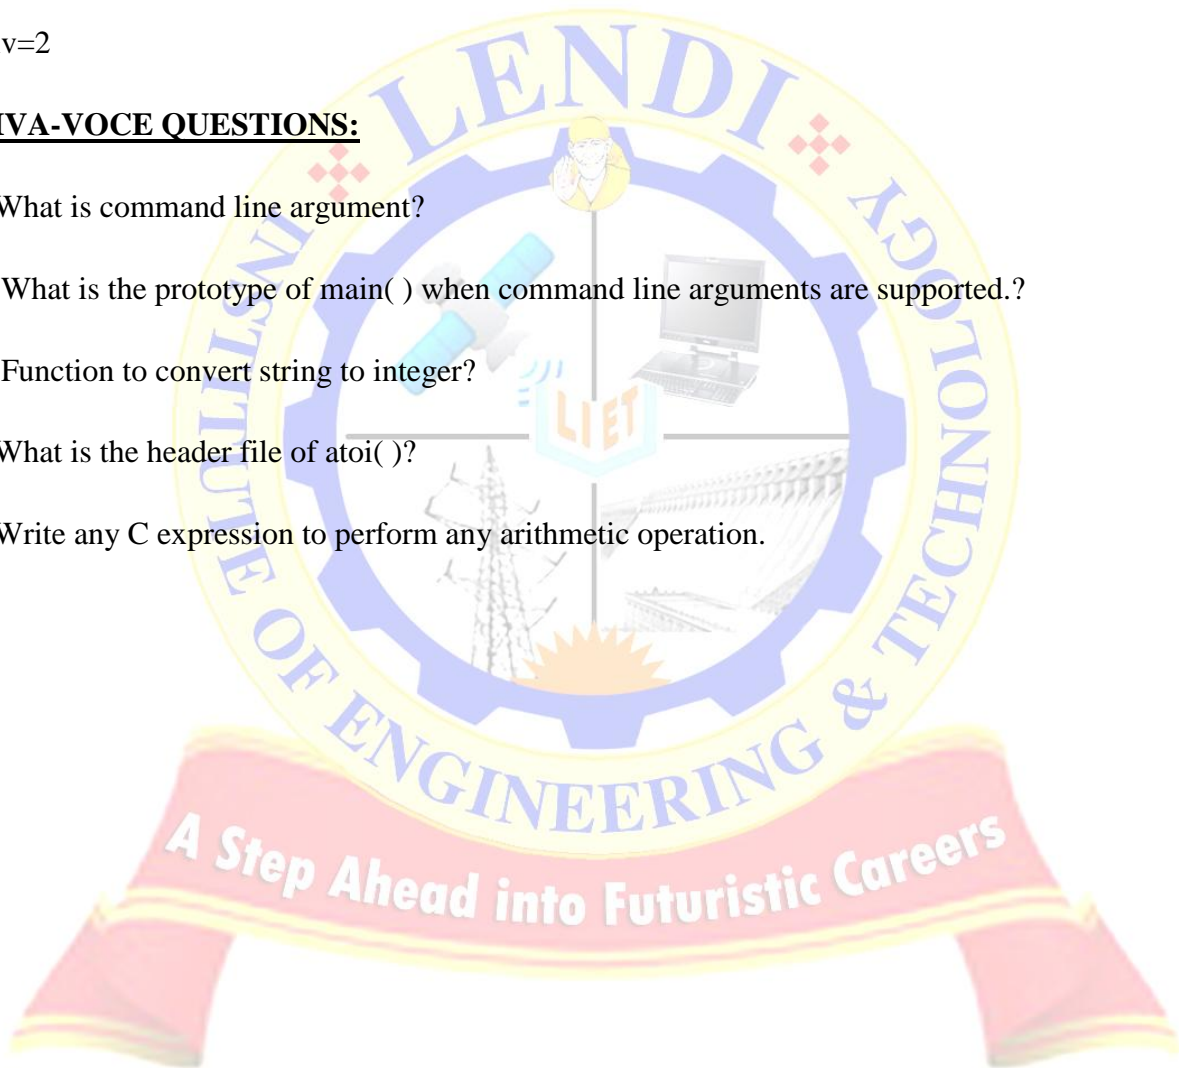 v=2
IVA-VOCE QUESTIONS:
What is command line argument?
What is the prototype of main( ) when command line arguments are supported.?
Function to convert string to integer?
What is the header file of atoi( )?
Write any C expression to perform any arithmetic operation.
LENDI INSTITUTE OF ENGINEERING & TECHNOLOGY
LIET
A Step Ahead into Futuristic Careers